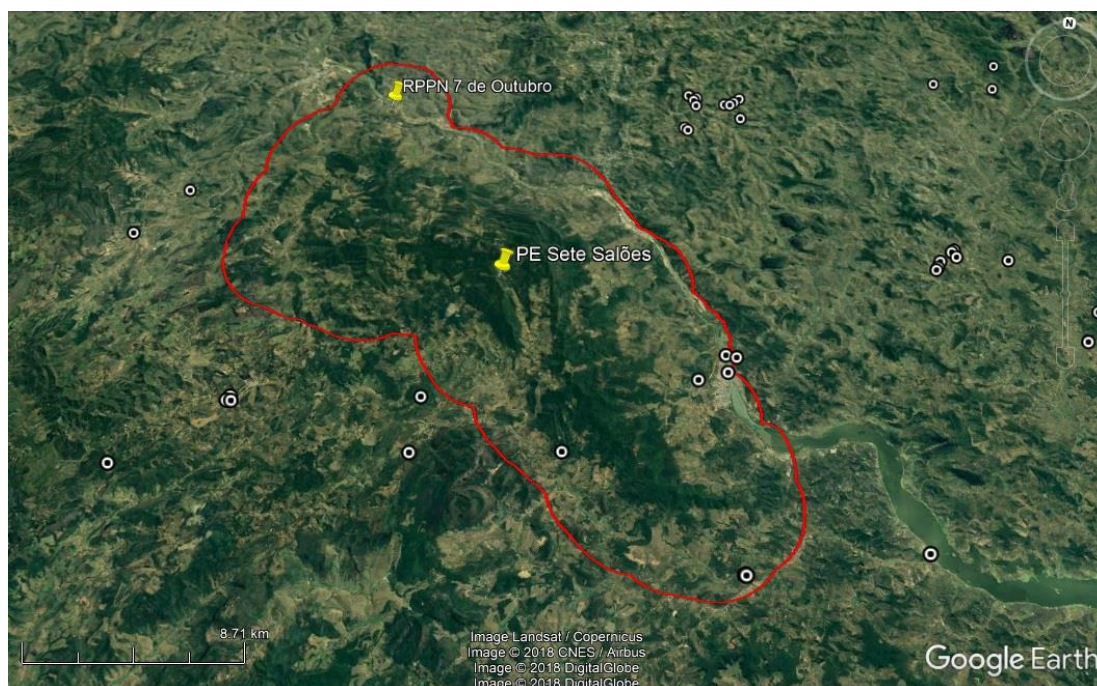 N
RPPN 7 de Outubro
PE Sete Salões
8.71 km
Image Landsat / Copernicus
Image © 2018 CNES / Airbus
Image © 2018 DigitalGlobe
Image © 2018 DigitalGlobe
Google Earth